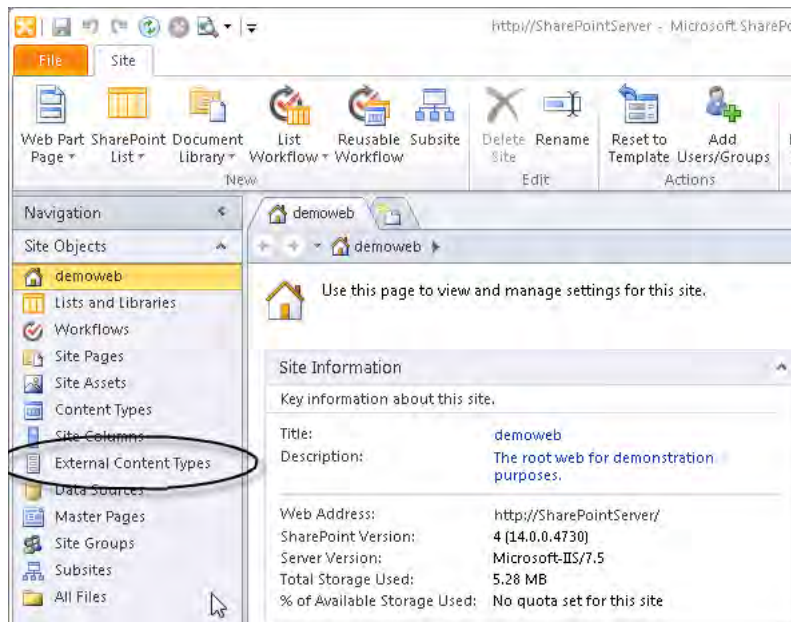 http://SharePointServer - Microsoft SharePo
File Site
Web Part Page SharePoint List Document Library List Workflow Reusable Workflow Subsite Delete Site Rename Reset to Template Add Users/Groups
New Edit Actions
Navigation
Site Objects
demoweb
Lists and Libraries
Workflows
Site Pages
Site Assets
Content Types
Site Columns
External Content Types
Data Sources
Master Pages
Site Groups
Subsites
All Files
demoweb
demoweb
Use this page to view and manage settings for this site.
Site Information
Key information about this site.
Title: demoweb
Description: The root web for demonstration
purposes.
Web Address: http://SharePointServer/
SharePoint Version: 4 (14.0.0.4730)
Server Version: Microsoft-IIS/7.5
Total Storage Used: 5.28 MB
% of Available Storage Used: No quota set for this site